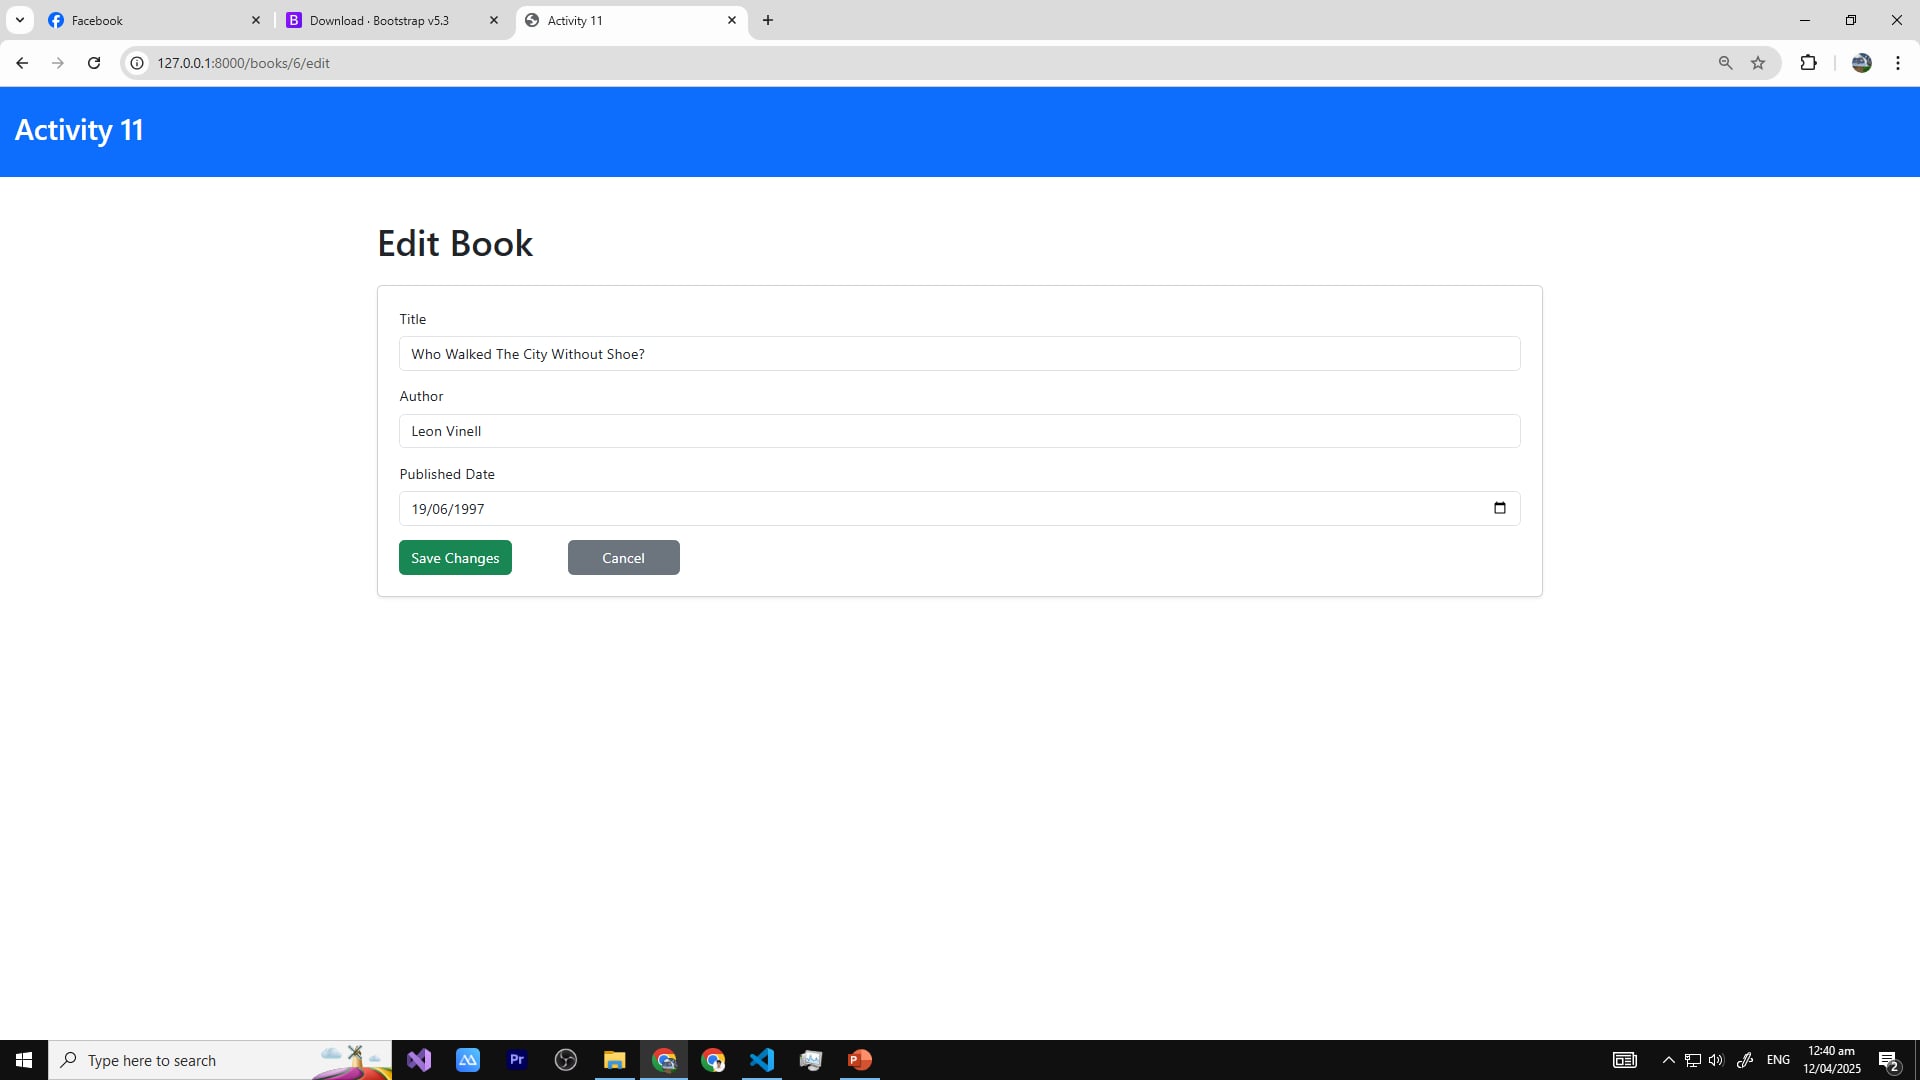 Facebook
Download · Bootstrap v5.3
Activity 11
127.0.0.1:8000/books/6/edit
Activity 11
Edit Book
Title
Who Walked The City Without Shoe?
Author
Leon Vinell
Published Date
19/06/1997
Save Changes
Cancel
Type here to search
Pr
ENG
12:40 am
12/04/2025
2